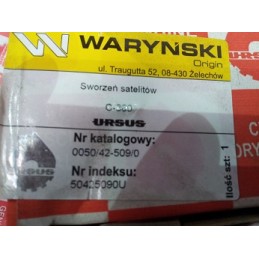 WARYŃSKI
Origin
ul. Traugutta 52, 08-430 Żelechów
Sworzeń satelitów
C-360
URSUS
Nr katalogowy:
0050/42-509/0
Nr indeksu:
50425090U
Ilość szt: 1
URSUS